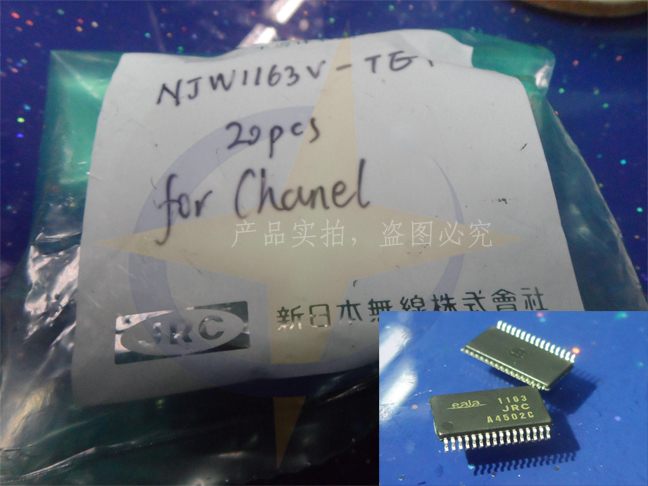 NJW1163V-TE1
20pcs
for Chanel
产品实拍，盗图必究
JRC
新日本無線株式會社
eala
1163
JRC
A4502C